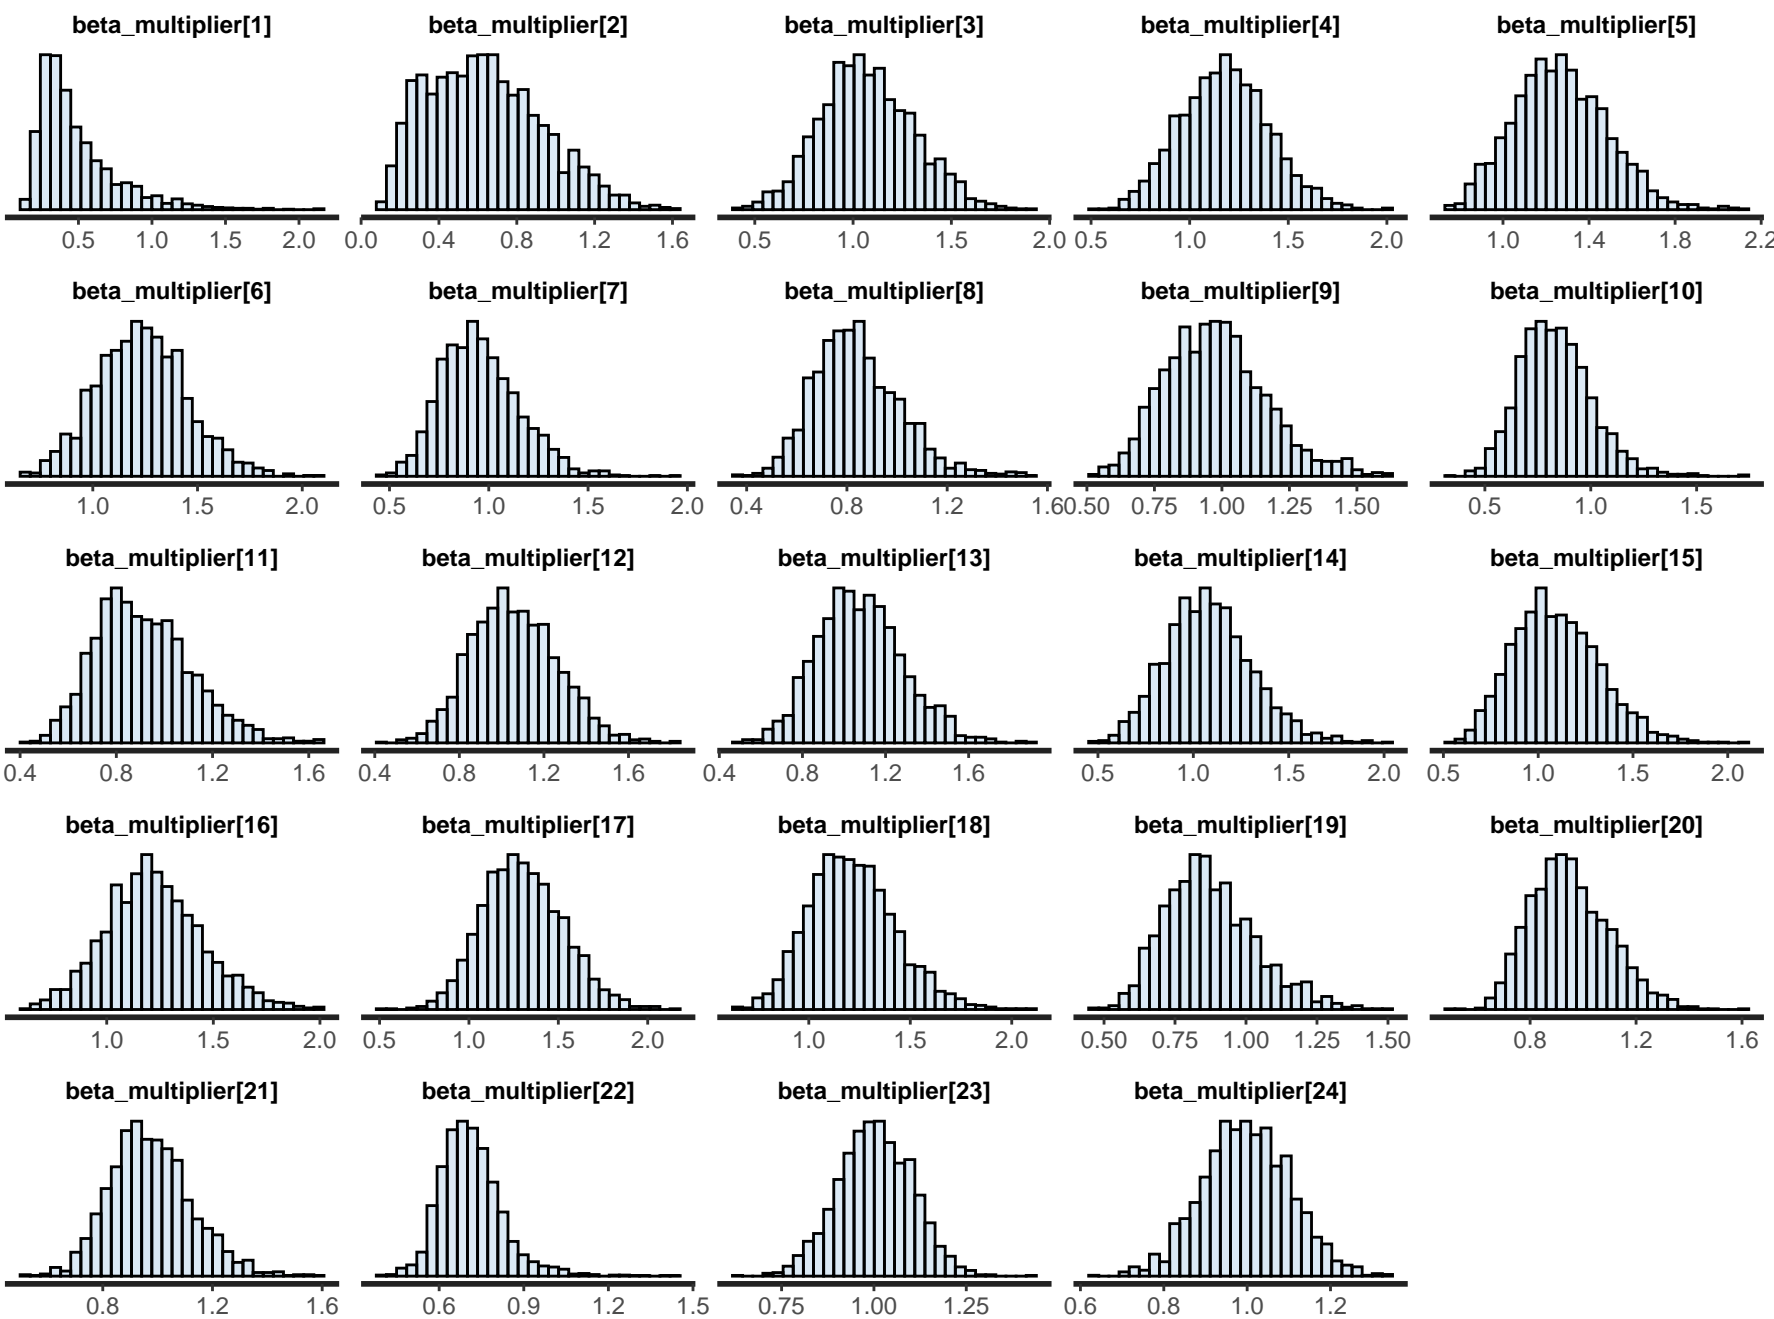 beta_multiplier[1] beta_multiplier[2] beta_multiplier[3] beta_multiplier[4] beta_multiplier[5]
0.5 1.0 1.5 2.0 0.0 0.4 0.8 1.2 1.6 0.5 1.0 1.5 2.0 0.5 1.0 1.5 2.0 1.0 1.4 1.8 2.2
beta_multiplier[6] beta_multiplier[7] beta_multiplier[8] beta_multiplier[9] beta_multiplier[10]
1.0 1.5 2.0 0.5 1.0 1.5 2.0 0.4 0.8 1.2 1.6 0.50 0.75 1.00 1.25 1.50 0.5 1.0 1.5
beta_multiplier[11] beta_multiplier[12] beta_multiplier[13] beta_multiplier[14] beta_multiplier[15]
0.4 0.8 1.2 1.6 0.4 0.8 1.2 1.6 0.4 0.8 1.2 1.6 0.5 1.0 1.5 2.0 0.5 1.0 1.5 2.0
beta_multiplier[16] beta_multiplier[17] beta_multiplier[18] beta_multiplier[19] beta_multiplier[20]
1.0 1.5 2.0 0.5 1.0 1.5 2.0 1.0 1.5 2.0 0.50 0.75 1.00 1.25 1.50 0.8 1.2 1.6
beta_multiplier[21] beta_multiplier[22] beta_multiplier[23] beta_multiplier[24]
0.8 1.2 1.6 0.6 0.9 1.2 1.5 0.75 1.00 1.25 0.6 0.8 1.0 1.2